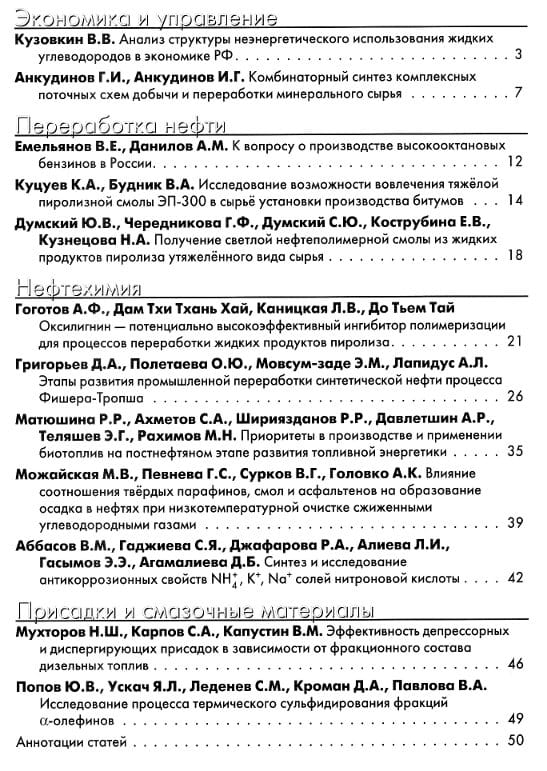 Экономика и управление
Кузовкин В.В. Анализ структуры неэнергетического использования жидких
углеводородов в экономике РФ. . . . . . . . . . . . . . . . . . . . . . . . . . . 3
Анкудинов Г.И., Анкудинов И.Г. Комбинаторный синтез комплексных
поточных схем добычи и переработки минерального сырья . . . . . . . . . . 7
Переработка нефти
Емельянов В.Е., Данилов А.М. К вопросу о производстве высокооктановых
бензинов в России. . . . . . . . . . . . . . . . . . . . . . . . . . . . . . . . . 12
Куцуев К.А., Будник В.А. Исследование возможности вовлечения тяжёлой
пиролизной смолы ЭП-300 в сырьё установки производства битумов . . . 14
Думский Ю.В., Чередникова Г.Ф., Думский С.Ю., Кострубина Е.В.,
Кузнецова Н.А. Получение светлой нефтеполимерной смолы из жидких
продуктов пиролиза утяжелённого вида сырья . . . . . . . . . . . . . . . . . 18
Нефтехимия
Гоготов А.Ф., Дам Тхи Тхань Хай, Каницкая Л.В., До Тьем Тай
Оксилигнин — потенциально высокоэффективный ингибитор полимеризации
для процессов переработки жидких продуктов пиролиза. . . . . . . . . . . 21
Григорьев Д.А., Полетаева О.Ю., Мовсум-заде Э.М., Лапидус А.Л.
Этапы развития промышленной переработки синтетической нефти процесса
Фишера-Тропша . . . . . . . . . . . . . . . . . . . . . . . . . . . . . . . . . . 26
Матюшина Р.Р., Ахметов С.А., Шириязданов Р.Р., Давлетшин А.Р.,
Теляшев Э.Г., Рахимов М.Н. Приоритеты в производстве и применении
биотоплив на постнефтяном этапе развития топливной энергетики . . . . . 35
Можайская М.В., Певнева Г.С., Сурков В.Г., Головко А.К. Влияние
соотношения твёрдых парафинов, смол и асфальтенов на образование
осадка в нефтях при низкотемпературной очистке сжиженными
углеводородными газами . . . . . . . . . . . . . . . . . . . . . . . . . . . . . 39
Аббасов В.М., Гаджиева С.Я., Джафарова Р.А., Алиева Л.И.,
Гасымов Э.Э., Агамалиева Д.Б. Синтез и исследование
антикоррозионных свойств NH₄⁺, K⁺, Na⁺ солей нитроновой кислоты . . . . 42
Присадки и смазочные материалы
Мухторов Н.Ш., Карпов С.А., Капустин В.М. Эффективность депрессорных
и диспергирующих присадок в зависимости от фракционного состава
дизельных топлив . . . . . . . . . . . . . . . . . . . . . . . . . . . . . . . . . 46
Попов Ю.В., Ускач Я.Л., Леденев С.М., Кроман Д.А., Павлова В.А.
Исследование процесса термического сульфидирования фракций
α-олефинов . . . . . . . . . . . . . . . . . . . . . . . . . . . . . . . . . . . . 49
Аннотации статей . . . . . . . . . . . . . . . . . . . . . . . . . . . . . . . . . . 50